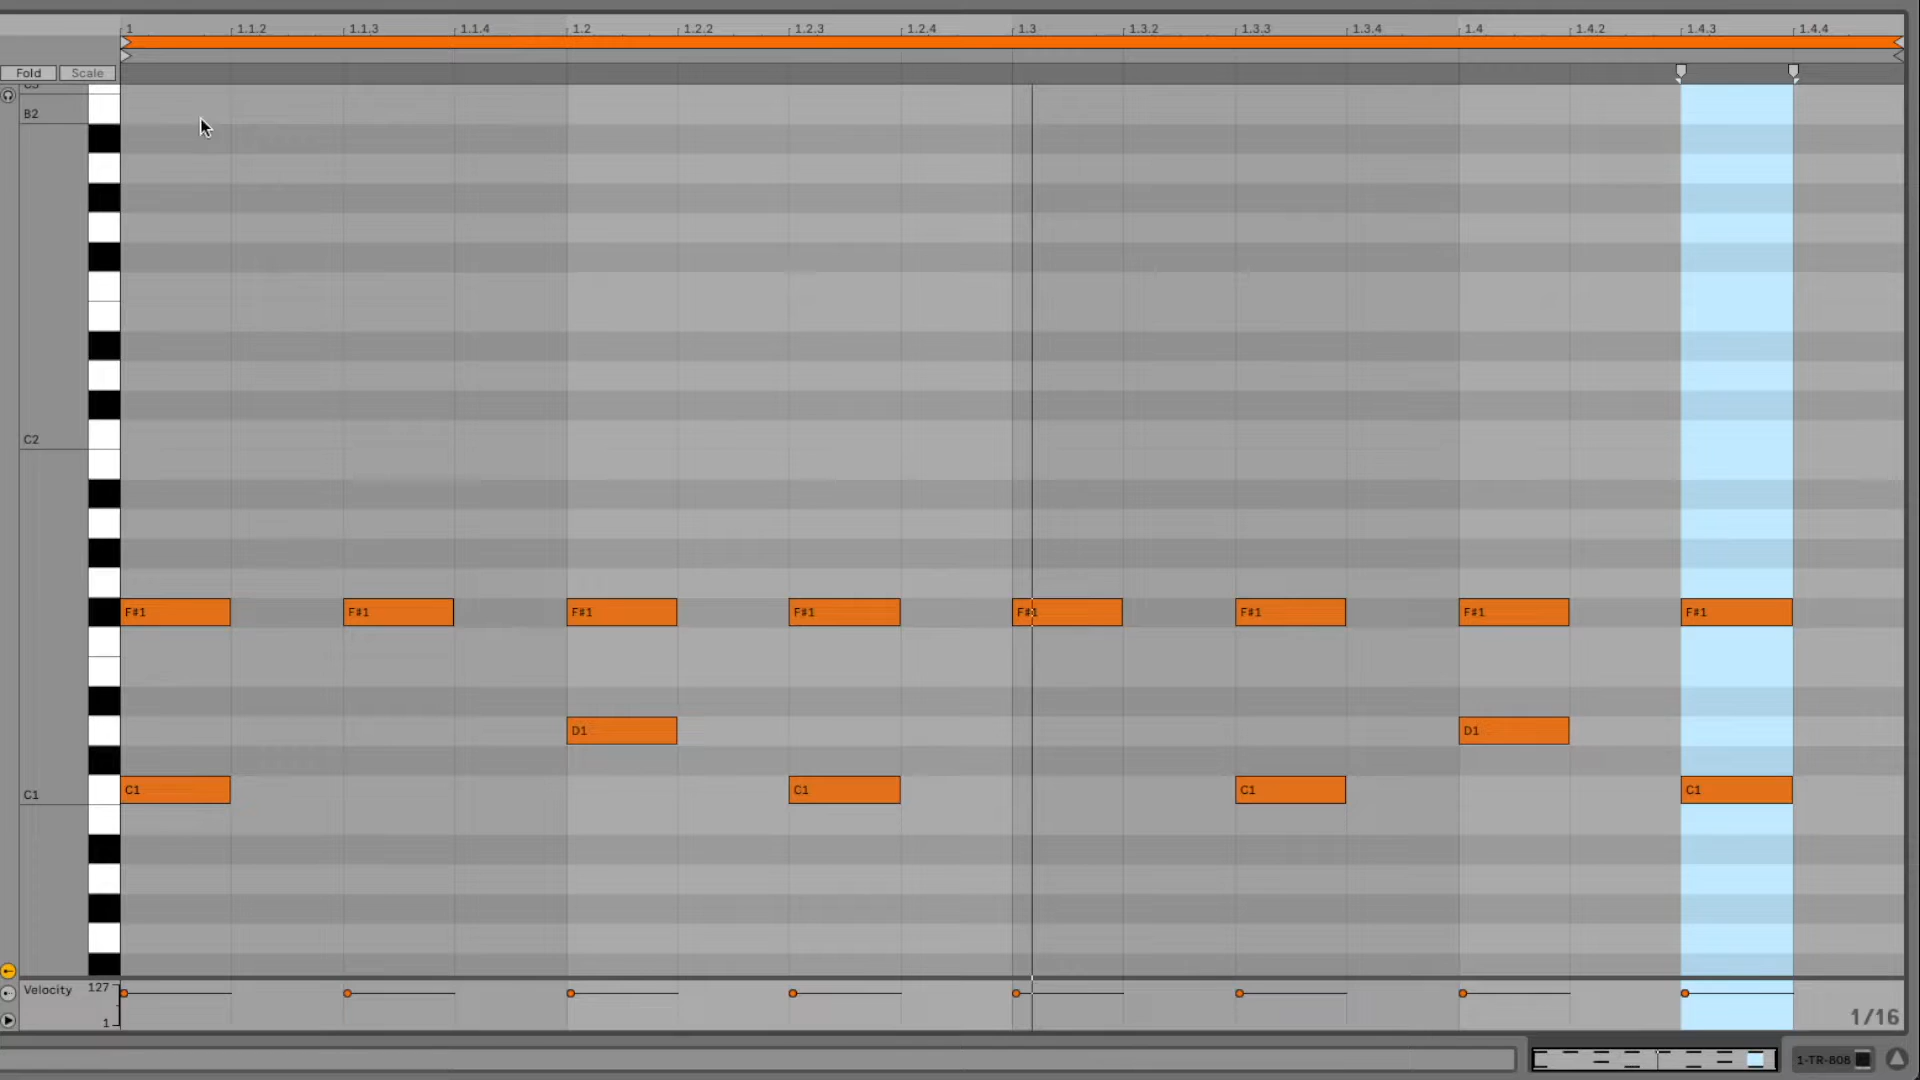 1 1.1.2 1.1.3 1.1.4 1.2 1.2.2 1.2.3 1.2.4 1.3 1.3.2 1.3.3 1.3.4 1.4 1.4.2 1.4.3 1.4.4
Fold Scale
C3
B2
C2
F#1 F#1 F#1 F#1 F#1 F#1 F#1 F#1
D1 D1
C1 C1 C1 C1 C1
Velocity 127
1
1/16
1-TR-808